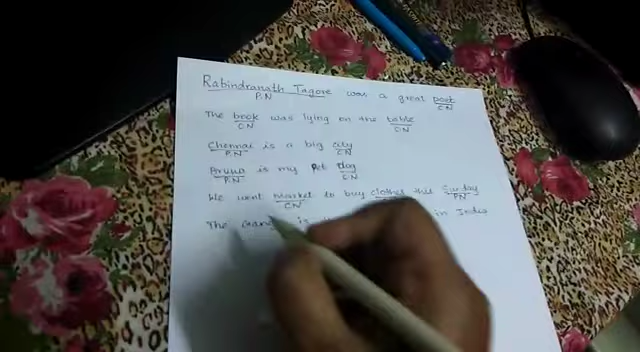 Rabindranath Tagore was a great poet
P.N C.N
The book was lying on the table
C.N C.N
Chennai is a big city
P.N C.N
Bruno is my Pet dog
P.N C.N
We went market to buy clothes this Sunday
C.N P.N
The is in India